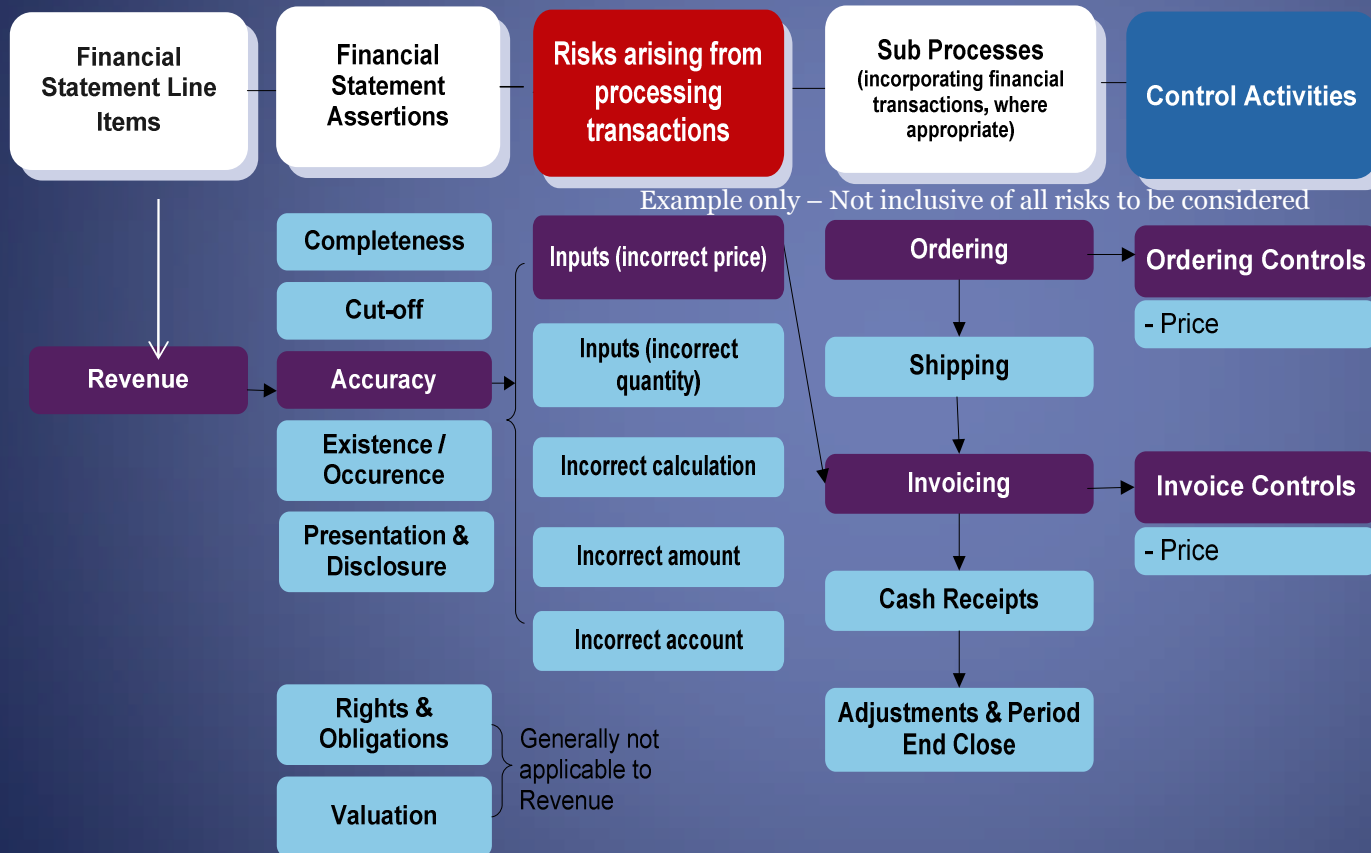 Financial
Statement Line
Items
Financial
Statement
Assertions
Risks arising from
processing
transactions
Sub Processes
(incorporating financial
transactions, where
appropriate)
Control Activities
Example only – Not inclusive of all risks to be considered
Revenue
Completeness
Cut-off
Accuracy
Existence /
Occurence
Presentation &
Disclosure
Rights &
Obligations
Valuation
Generally not
applicable to
Revenue
Inputs (incorrect price)
Inputs (incorrect
quantity)
Incorrect calculation
Incorrect amount
Incorrect account
Ordering
Shipping
Invoicing
Cash Receipts
Adjustments & Period
End Close
Ordering Controls
- Price
Invoice Controls
- Price